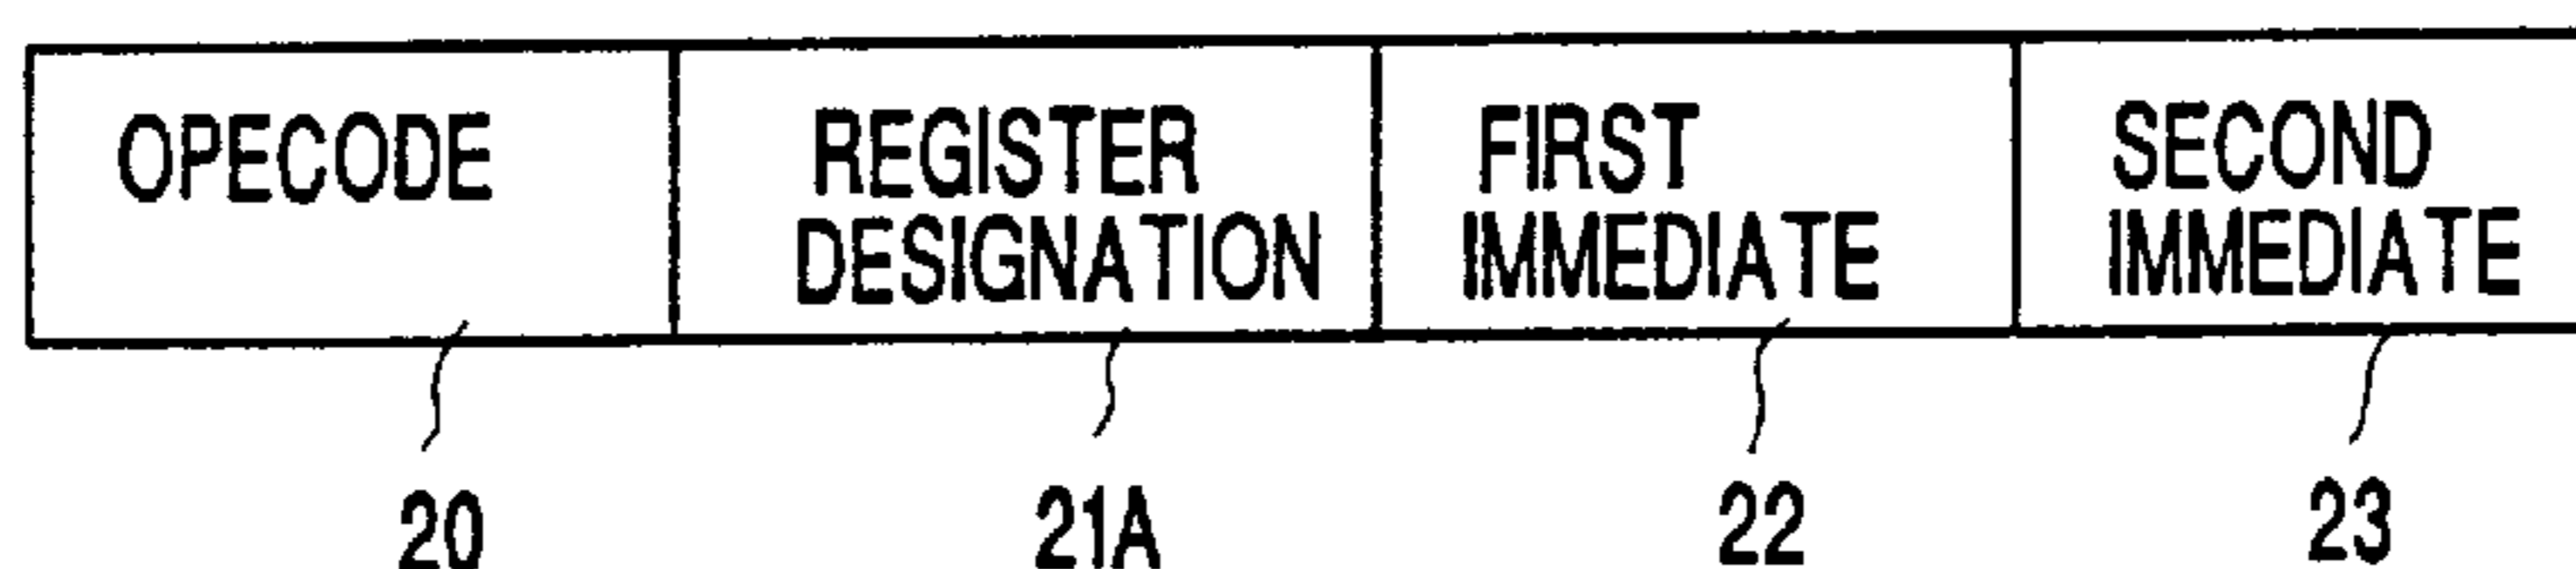 OPECODE
REGISTER
DESIGNATION
FIRST
IMMEDIATE
SECOND
IMMEDIATE
20
21A
22
23